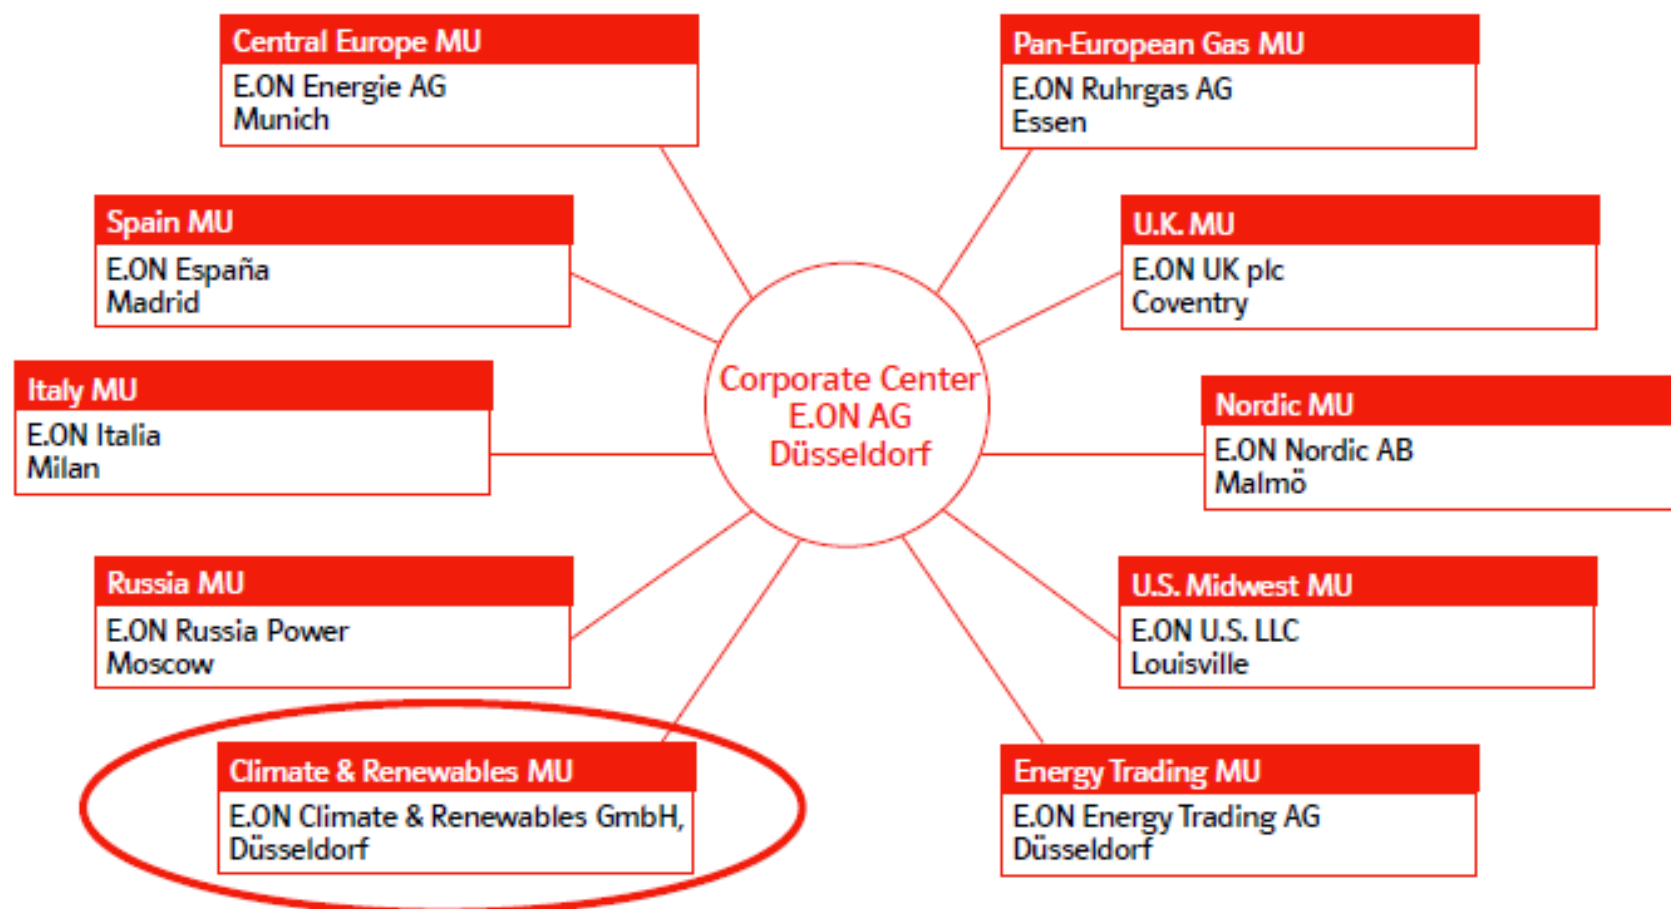 Central Europe MU
E.ON Energie AG
Munich
Pan-European Gas MU
E.ON Ruhrgas AG
Essen
Spain MU
E.ON España
Madrid
U.K. MU
E.ON UK plc
Coventry
Corporate Center
E.ON AG
Düsseldorf
Italy MU
E.ON Italia
Milan
Nordic MU
E.ON Nordic AB
Malmö
Russia MU
E.ON Russia Power
Moscow
U.S. Midwest MU
E.ON U.S. LLC
Louisville
Climate & Renewables MU
E.ON Climate & Renewables GmbH,
Düsseldorf
Energy Trading MU
E.ON Energy Trading AG
Düsseldorf